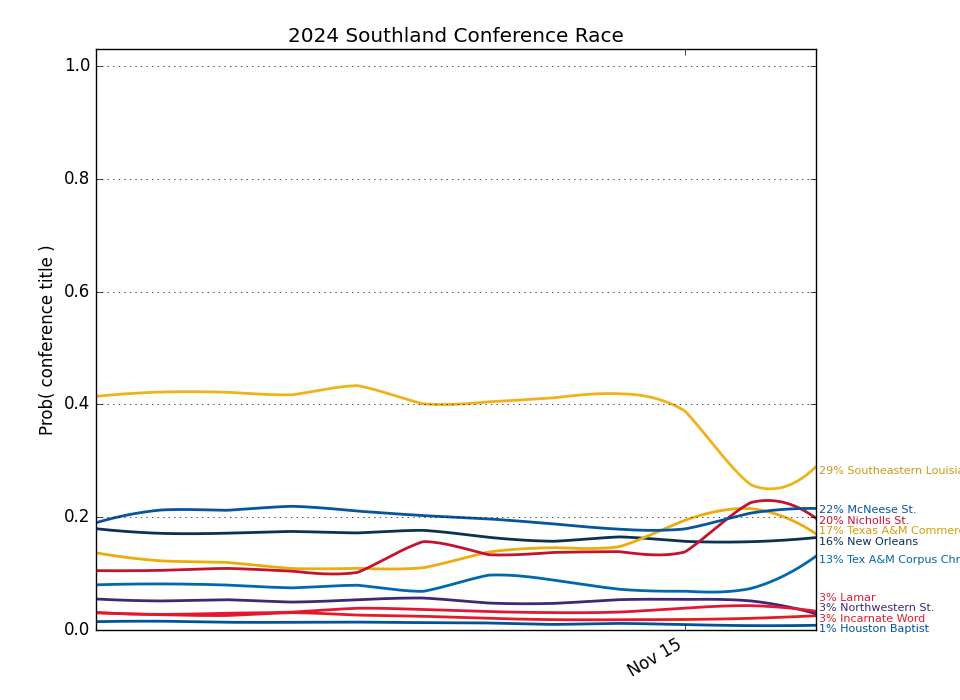 2024 Southland Conference Race
1.0
0.8
0.6
0.4
0.2
0.0
Prob( conference title )
Nov 15
29% Southeastern Louisia
22% McNeese St.
20% Nicholls St.
17% Texas A&M Commerc
16% New Orleans
13% Tex A&M Corpus Chr
3% Lamar
3% Northwestern St.
3% Incarnate Word
1% Houston Baptist